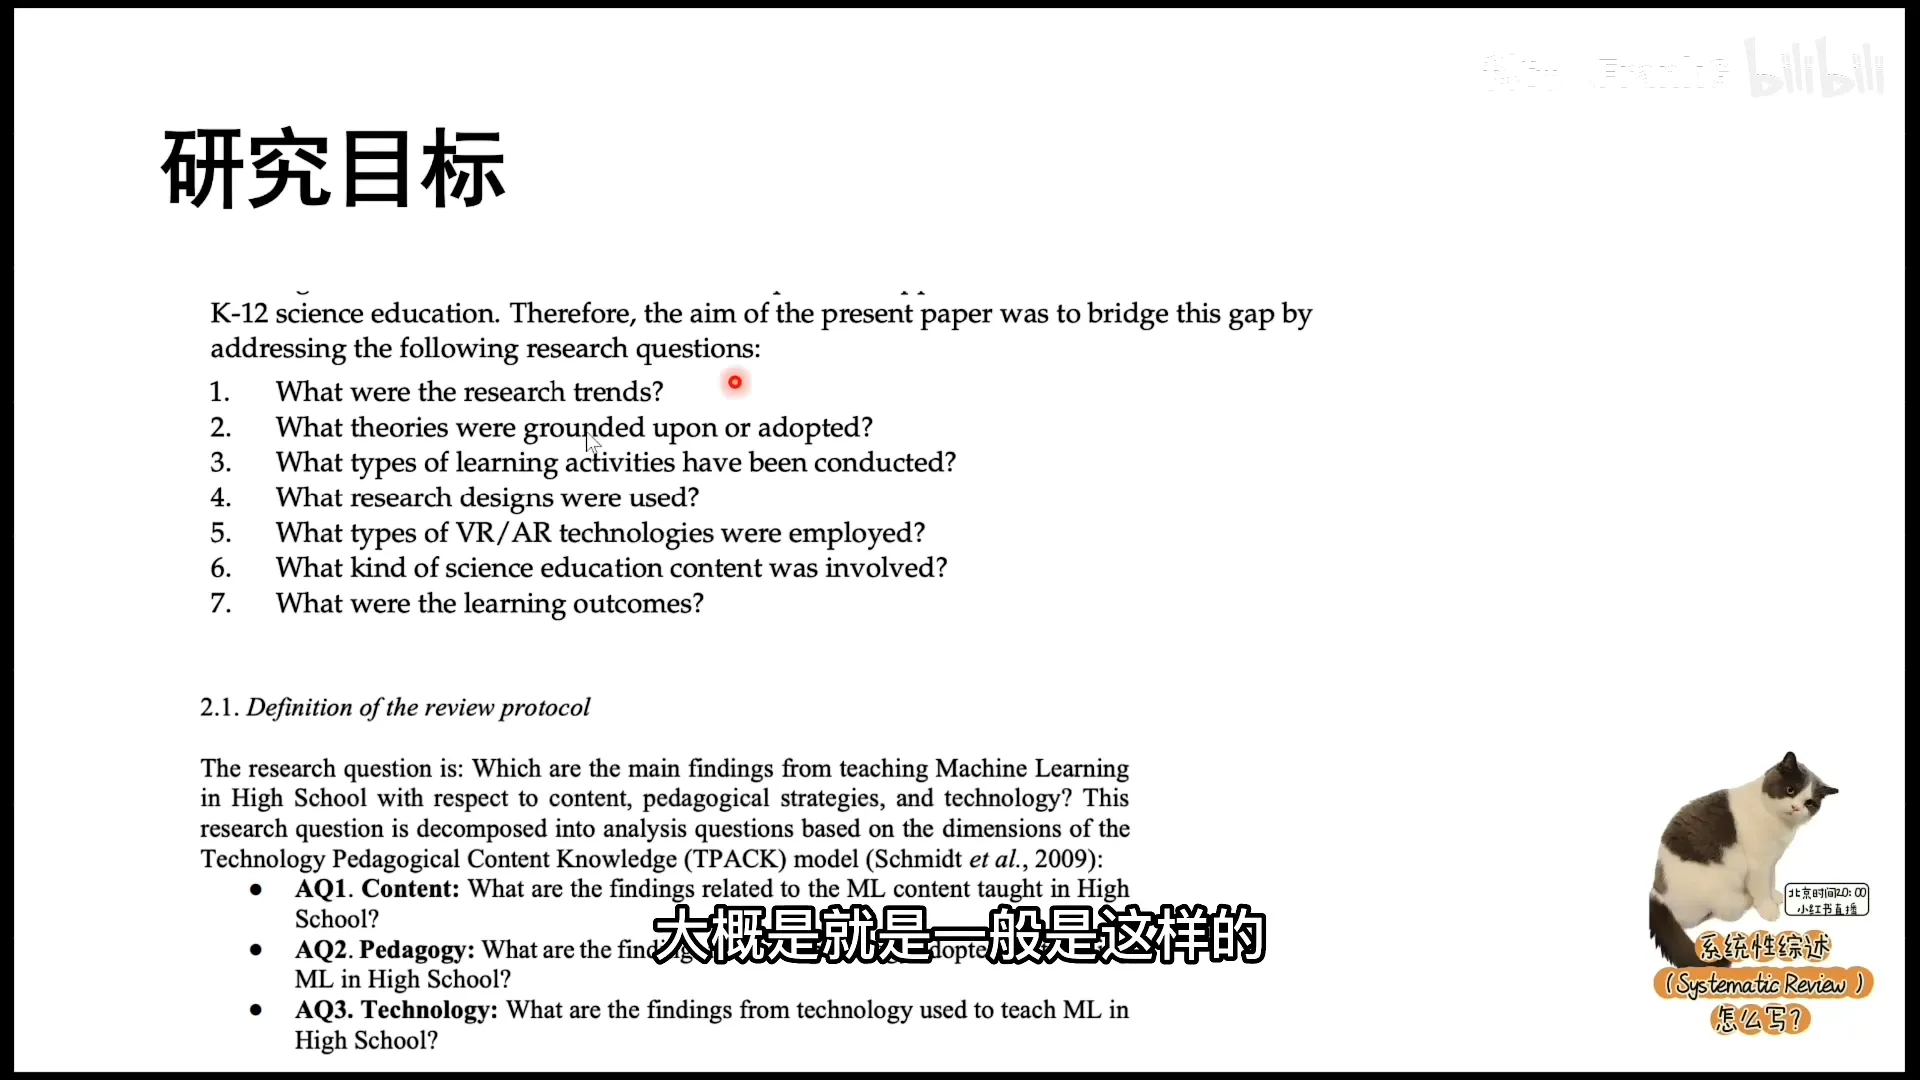 bilibili
研究目标
K-12 science education. Therefore, the aim of the present paper was to bridge this gap by
addressing the following research questions:
1. What were the research trends?
2. What theories were grounded upon or adopted?
3. What types of learning activities have been conducted?
4. What research designs were used?
5. What types of VR/AR technologies were employed?
6. What kind of science education content was involved?
7. What were the learning outcomes?
2.1. Definition of the review protocol
The research question is: Which are the main findings from teaching Machine Learning
in High School with respect to content, pedagogical strategies, and technology? This
research question is decomposed into analysis questions based on the dimensions of the
Technology Pedagogical Content Knowledge (TPACK) model (Schmidt et al., 2009):
● AQ1. Content: What are the findings related to the ML content taught in High
School?
● AQ2. Pedagogy: What are the
ML in High School?
● AQ3. Technology: What are the findings from technology used to teach ML in
High School?
大概是就是一般是这样的
北京时间20:00
小红书直播
系统性综述
(Systematic Review)
怎么写?